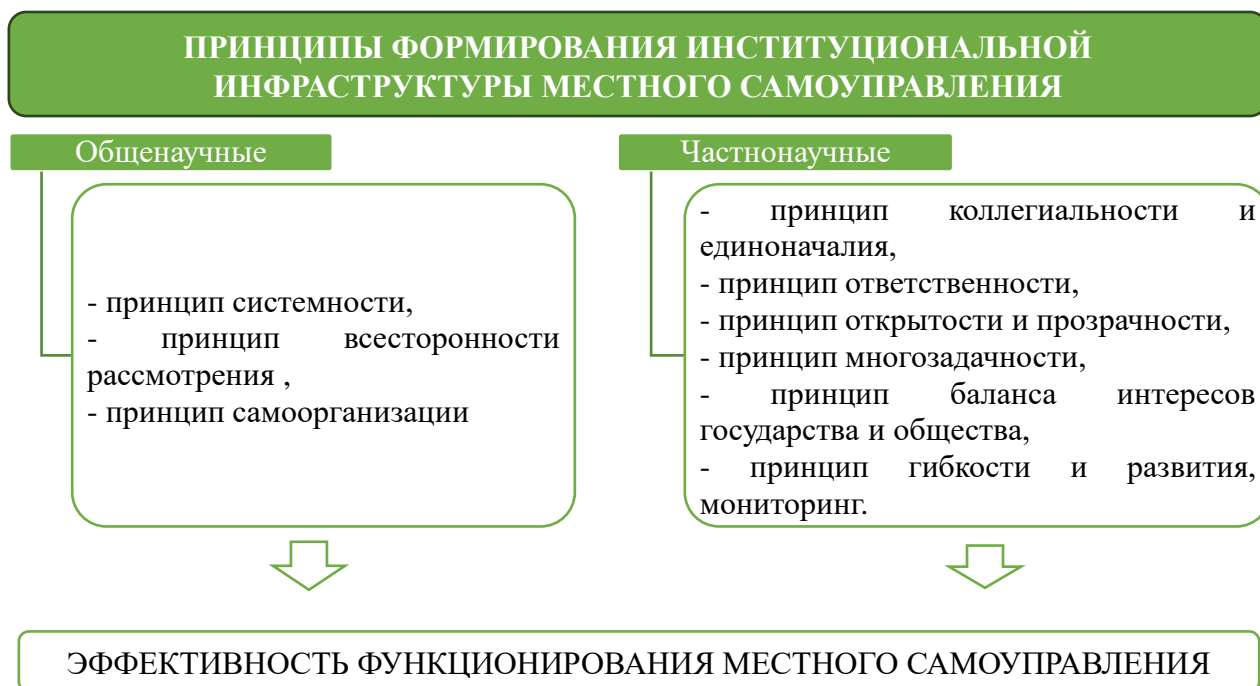 ПРИНЦИПЫ ФОРМИРОВАНИЯ ИНСТИТУЦИОНАЛЬНОЙ
ИНФРАСТРУКТУРЫ МЕСТНОГО САМОУПРАВЛЕНИЯ
Общенаучные
- принцип системности,
- принцип всесторонности
рассмотрения ,
- принцип самоорганизации
Частнонаучные
- принцип коллегиальности и
единоначалия,
- принцип ответственности,
- принцип открытости и прозрачности,
- принцип многозадачности,
- принцип баланса интересов
государства и общества,
- принцип гибкости и развития,
мониторинг.
ЭФФЕКТИВНОСТЬ ФУНКЦИОНИРОВАНИЯ МЕСТНОГО САМОУПРАВЛЕНИЯ